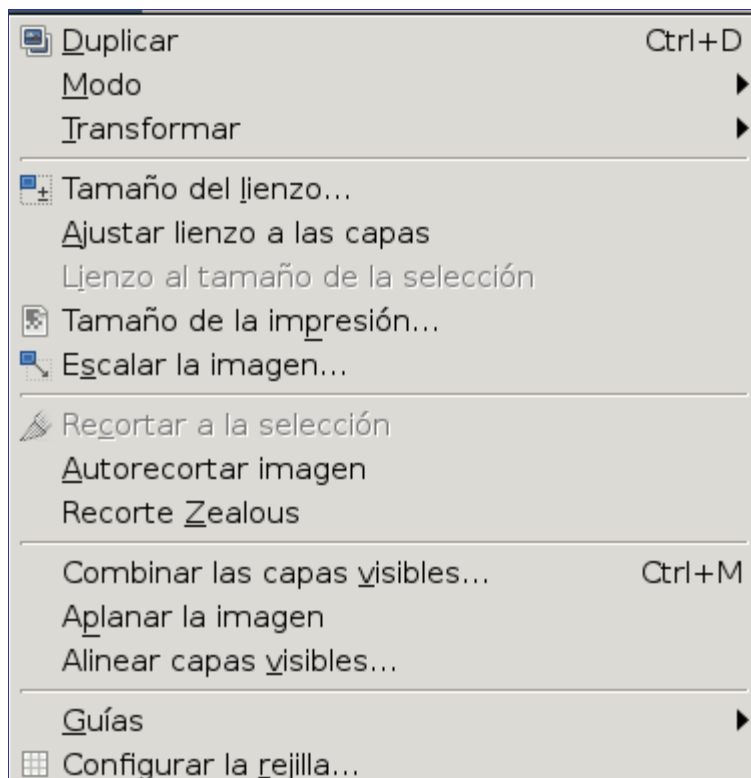 Duplicar Ctrl+D
Modo
Transformar
Tamaño del lienzo...
Ajustar lienzo a las capas
Lienzo al tamaño de la selección
Tamaño de la impresión...
Escalar la imagen...
Recortar a la selección
Autorecortar imagen
Recorte Zealous
Combinar las capas visibles... Ctrl+M
Aplanar la imagen
Alinear capas visibles...
Guías
Configurar la rejilla...